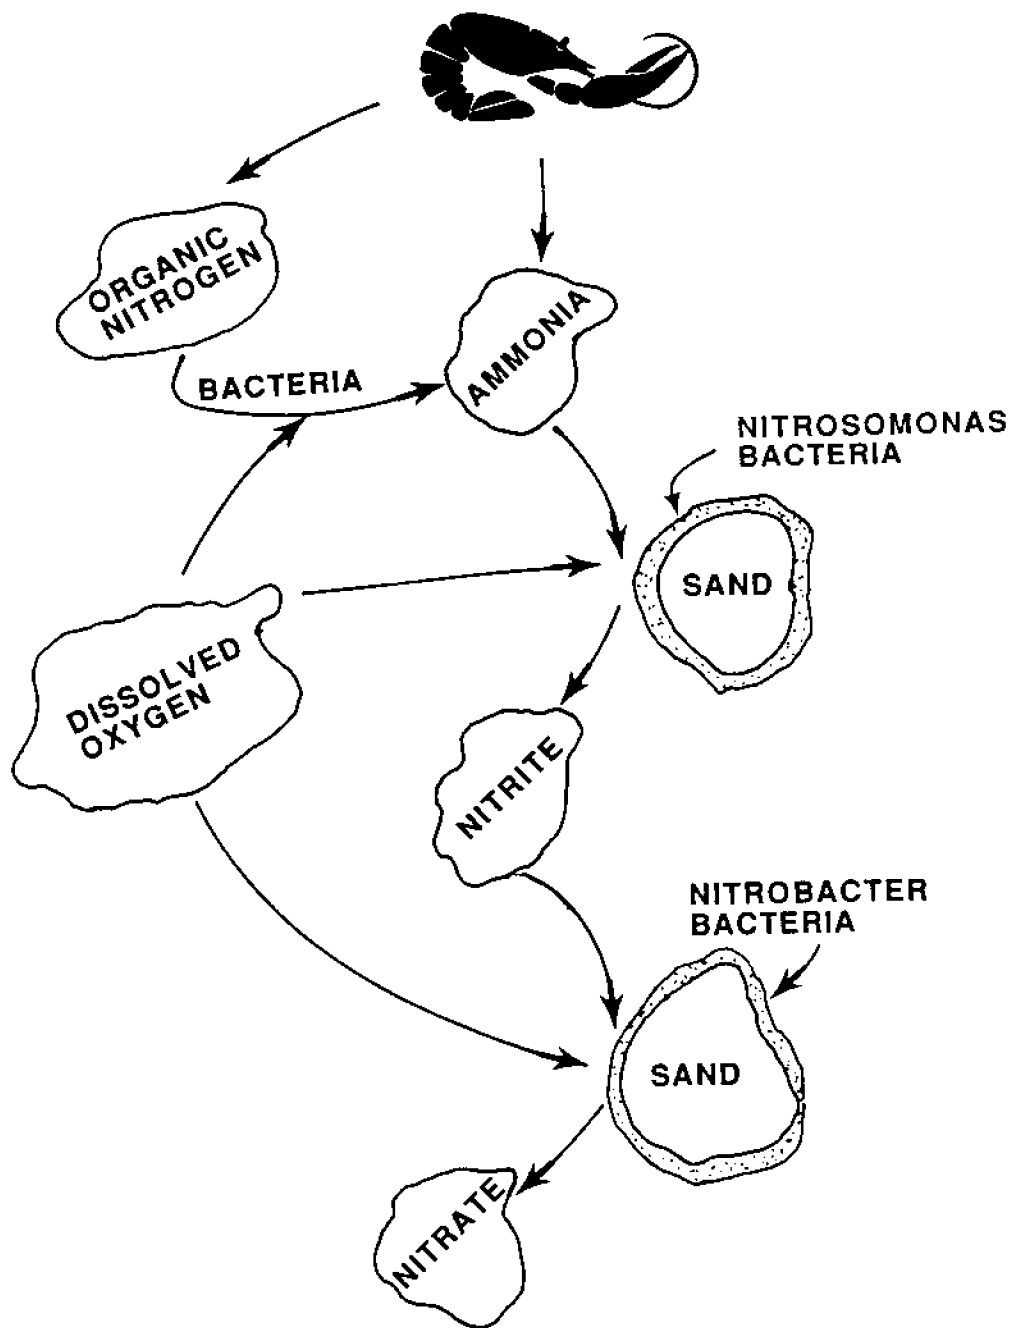 ORGANIC
NITROGEN
AMMONIA
BACTERIA
NITROSOMONAS
BACTERIA
SAND
DISSOLVED
OXYGEN
NITRITE
NITROBACTER
BACTERIA
SAND
NITRATE